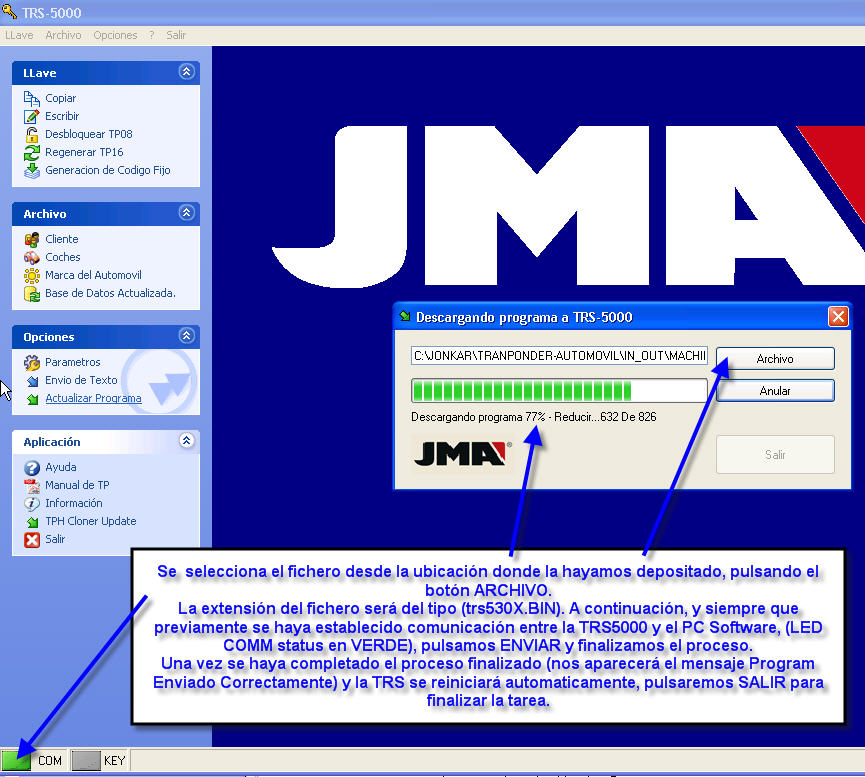 TRS-5000
LLave Archivo Opciones ? Salir
LLave
Copiar
Escribir
Desbloquear TP08
Regenerar TP16
Generacion de Codigo Fijo
Archivo
Cliente
Coches
Marca del Automovil
Base de Datos Actualizada.
Opciones
Parametros
Envio de Texto
Actualizar Programa
Aplicación
Ayuda
Manual de TP
Información
TPH Cloner Update
Salir
JMA
Descargando programa a TRS-5000
C:\JONKAR\TRANPONDER-AUTOMOVIL\IN_OUT\MACHII
Archivo
Anular
Descargando programa 77% - Reducir...632 De 826
JMA®
Salir
Se selecciona el fichero desde la ubicación donde la hayamos depositado, pulsando el
botón ARCHIVO.
La extensión del fichero será del tipo (trs530X.BIN). A continuación, y siempre que
previamente se haya establecido comunicación entre la TRS5000 y el PC Software, (LED
COMM status en VERDE), pulsamos ENVIAR y finalizamos el proceso.
Una vez se haya completado el proceso finalizado (nos aparecerá el mensaje Program
Enviado Correctamente) y la TRS se reiniciará automaticamente, pulsaremos SALIR para
finalizar la tarea.
COM KEY